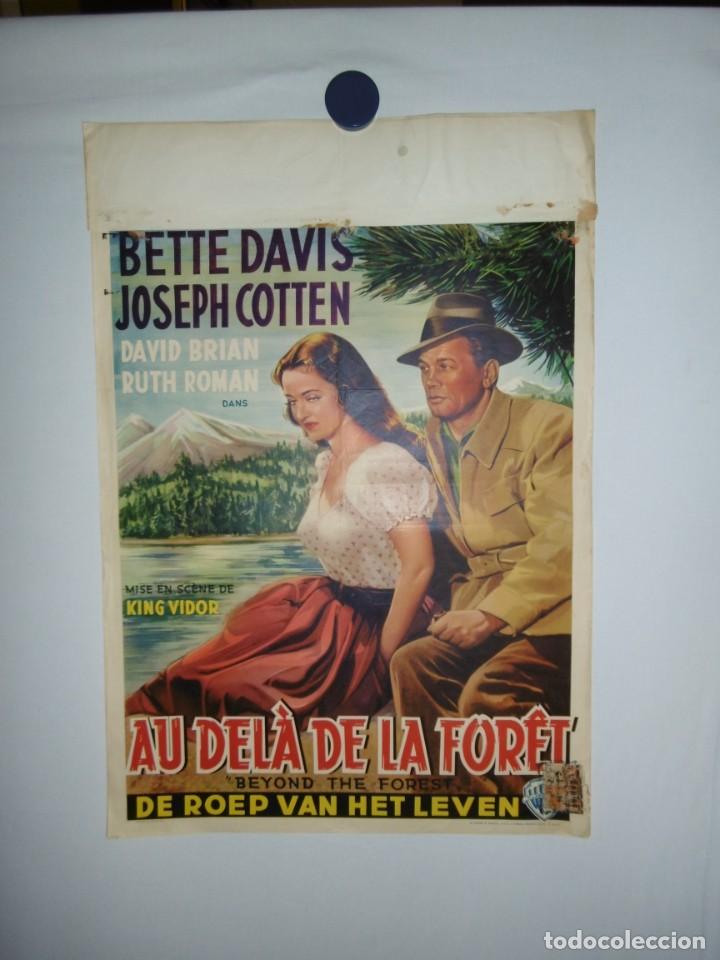 BETTE DAVIS
JOSEPH COTTEN
DAVID BRIAN
RUTH ROMAN
DANS
MISE EN SCÈNE DE
KING VIDOR
AU DELÀ DE LA FORÊT
"BEYOND THE FOREST"
DE ROEP VAN HET LEVEN
todocoleccion